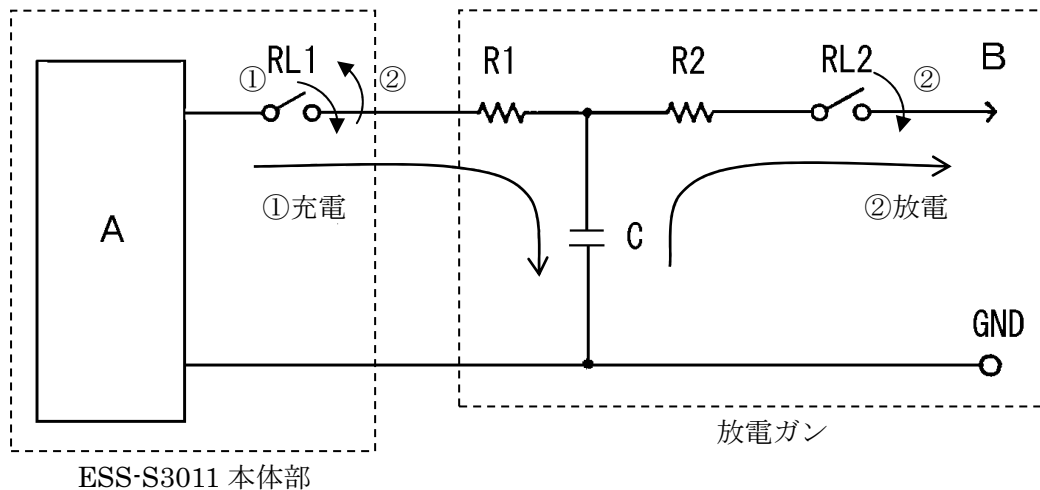 RL1
R1
R2
RL2
B
①
②
②
A
①充電
②放電
C
GND
放電ガン
ESS-S3011 本体部